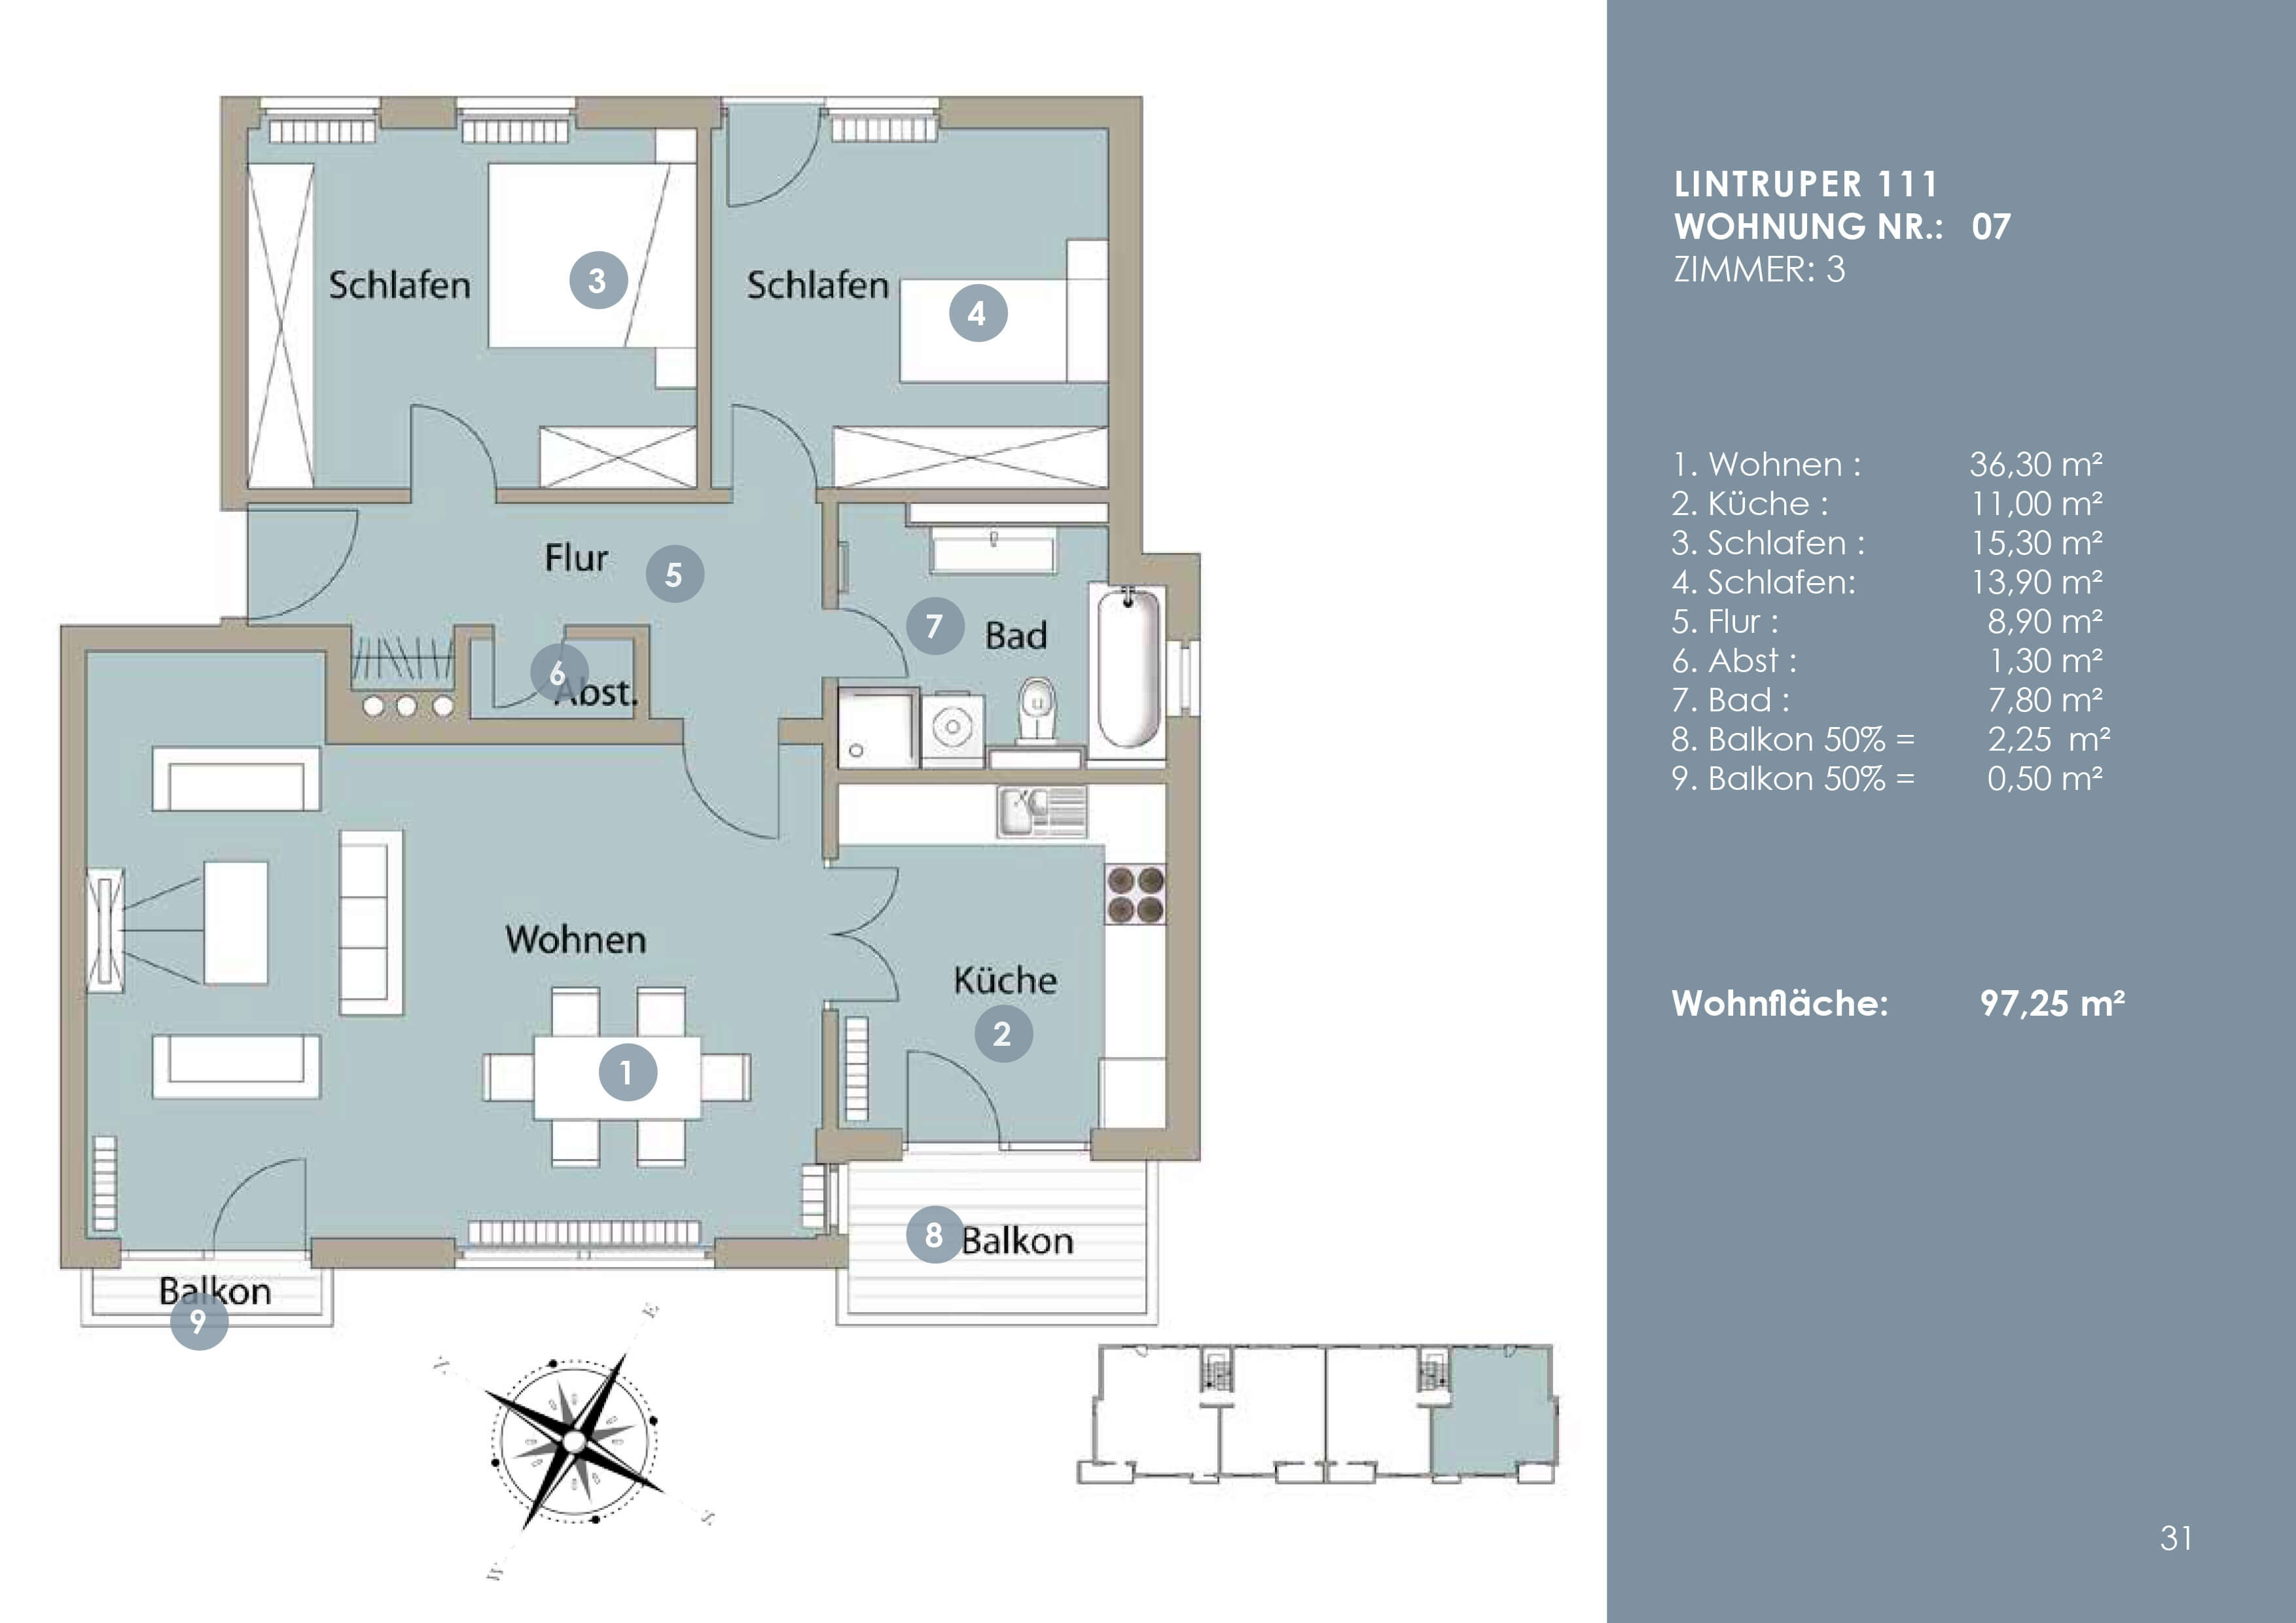 Schlafen
3
Schlafen
4
Flur
5
6
Abst.
7
Bad
Wohnen
1
Küche
2
8
Balkon
Balkon
9
E
N
S
W
LINTRUPER 111
WOHNUNG NR.: 07
ZIMMER: 3
1. Wohnen : 36,30 m²
2. Küche : 11,00 m²
3. Schlafen : 15,30 m²
4. Schlafen: 13,90 m²
5. Flur : 8,90 m²
6. Abst : 1,30 m²
7. Bad : 7,80 m²
8. Balkon 50% = 2,25 m²
9. Balkon 50% = 0,50 m²
Wohnfläche: 97,25 m²
31